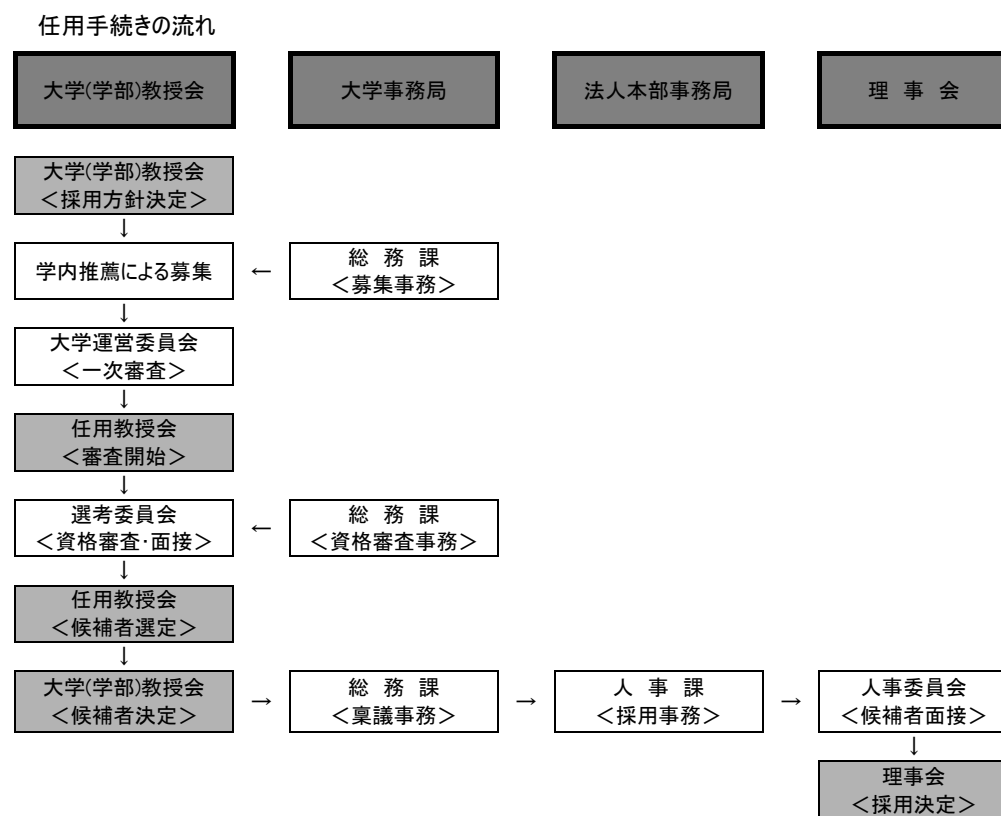 任用手続きの流れ
大学(学部)教授会
大学事務局
法人本部事務局
理 事 会
大学(学部)教授会
＜採用方針決定＞
↓
学内推薦による募集
←
総 務 課
＜募集事務＞
↓
大学運営委員会
＜一次審査＞
↓
任用教授会
＜審査開始＞
↓
選考委員会
＜資格審査･面接＞
←
総 務 課
＜資格審査事務＞
↓
任用教授会
＜候補者選定＞
↓
大学(学部)教授会
＜候補者決定＞
→
総 務 課
＜稟議事務＞
→
人 事 課
＜採用事務＞
→
人事委員会
＜候補者面接＞
↓
理事会
＜採用決定＞